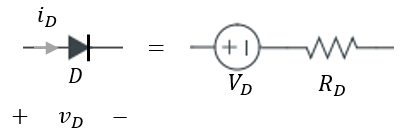 i_D
=
+ I
D V_D R_D
+ v_D −